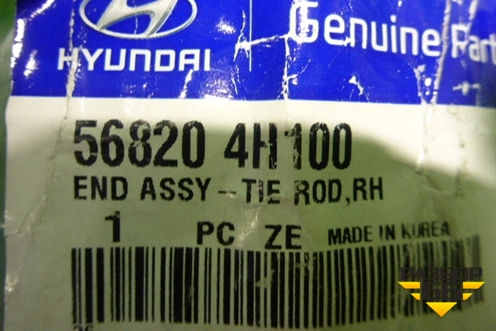 HYUNDAI
Genuine Part
56820 4H100
END ASSY-TIE ROD,RH
1 PC ZE MADE IN KOREA